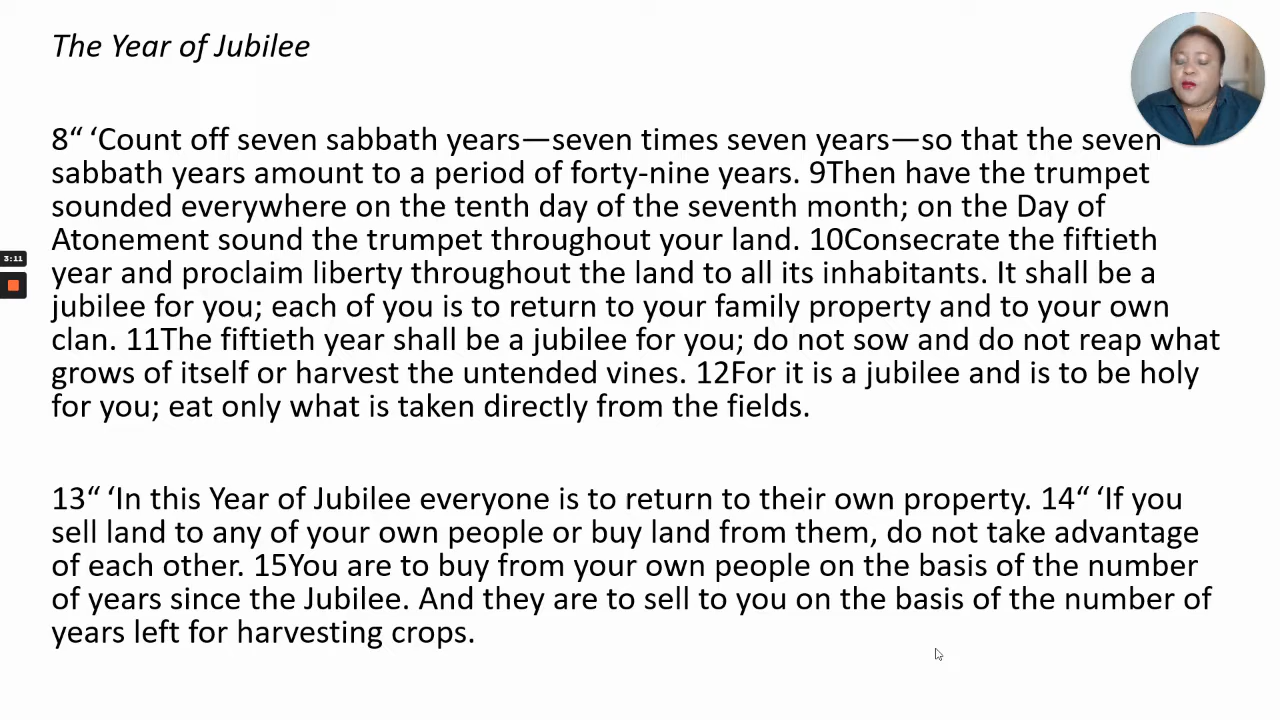 The Year of Jubilee
8“ ‘Count off seven sabbath years—seven times seven years—so that the seven
sabbath years amount to a period of forty-nine years. 9Then have the trumpet
sounded everywhere on the tenth day of the seventh month; on the Day of
Atonement sound the trumpet throughout your land. 10Consecrate the fiftieth
year and proclaim liberty throughout the land to all its inhabitants. It shall be a
jubilee for you; each of you is to return to your family property and to your own
clan. 11The fiftieth year shall be a jubilee for you; do not sow and do not reap what
grows of itself or harvest the untended vines. 12For it is a jubilee and is to be holy
for you; eat only what is taken directly from the fields.
13“ ‘In this Year of Jubilee everyone is to return to their own property. 14“ ‘If you
sell land to any of your own people or buy land from them, do not take advantage
of each other. 15You are to buy from your own people on the basis of the number
of years since the Jubilee. And they are to sell to you on the basis of the number of
years left for harvesting crops.
3:11